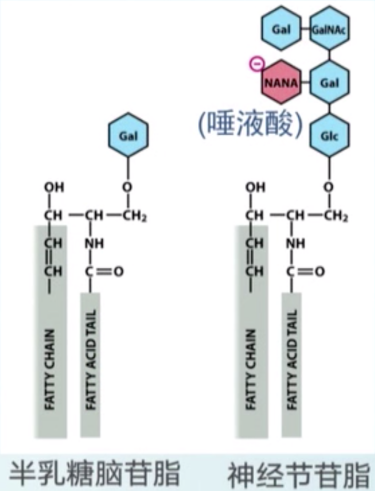 Gal GalNAc
⊖
NANA Gal
(唾液酸)
Gal
Glc
OH
O
CH — CH — CH₂
CH
NH
CH
C=O
FATTY CHAIN
FATTY ACID TAIL
半乳糖脑苷脂
OH
O
CH — CH — CH₂
CH
NH
CH
C=O
FATTY CHAIN
FATTY ACID TAIL
神经节苷脂